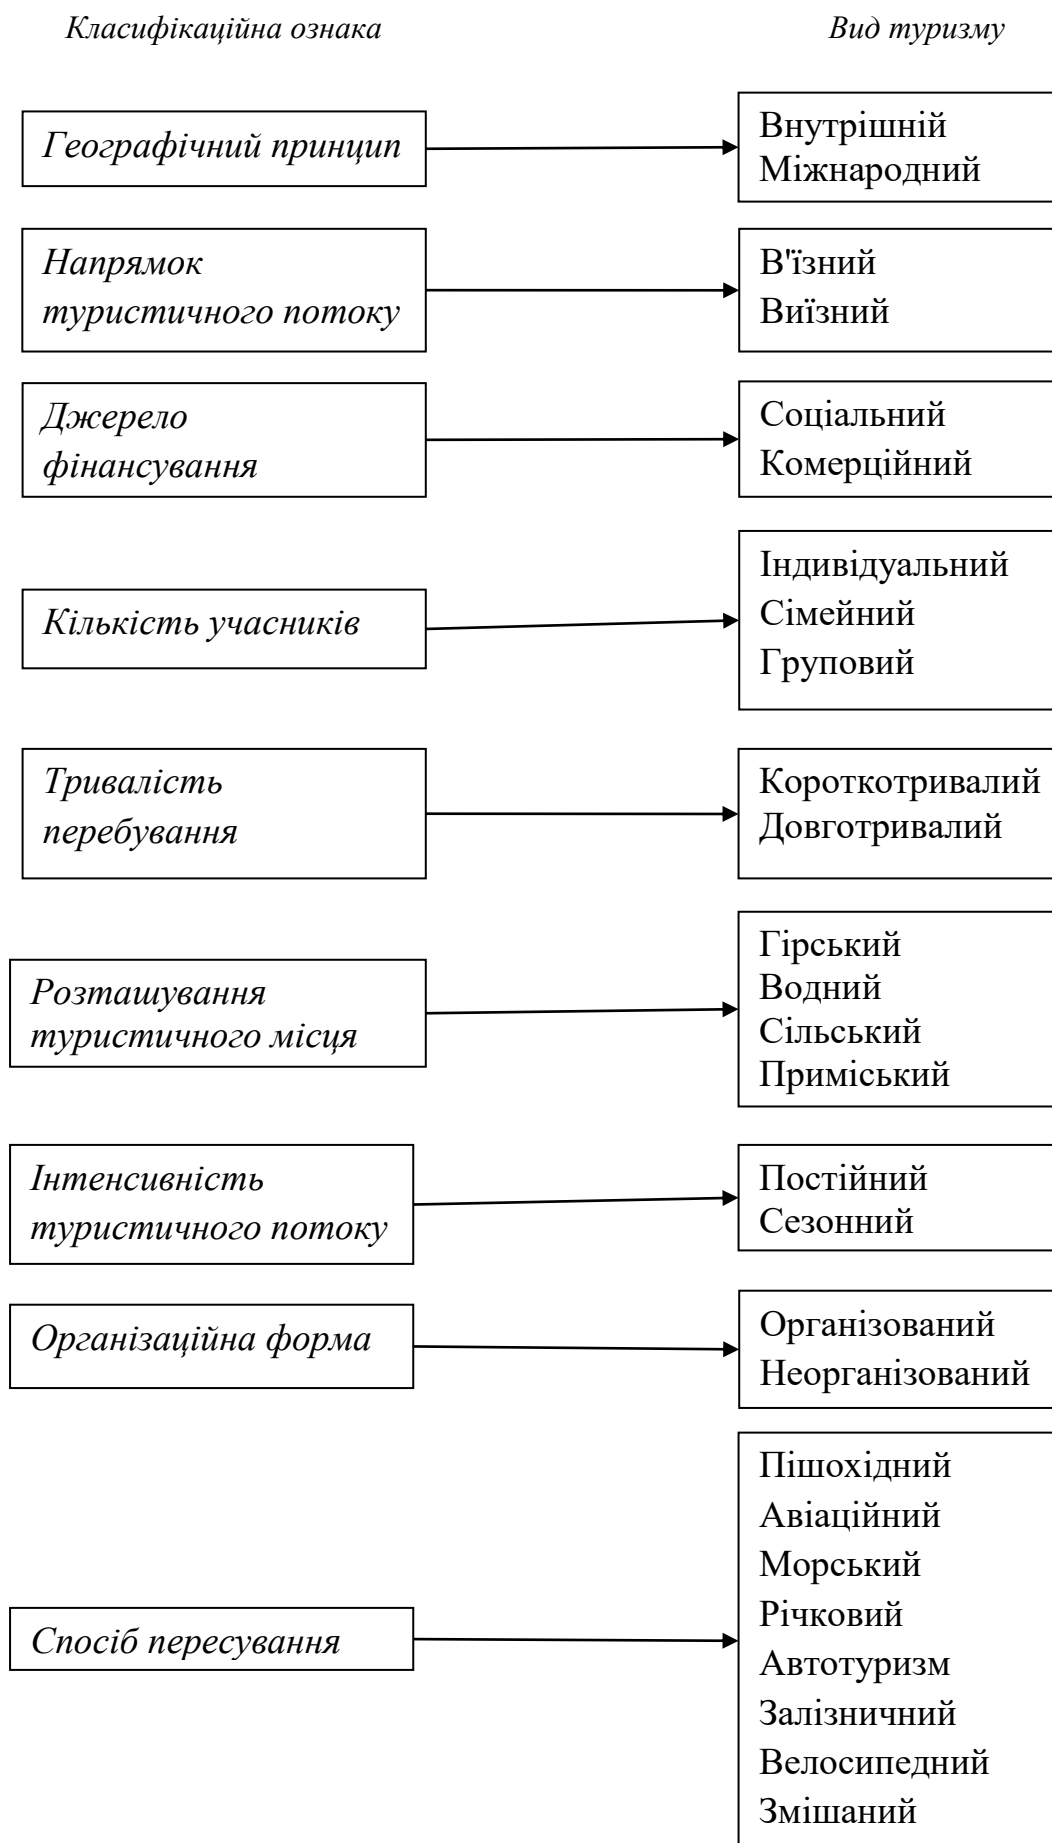 Класифікаційна ознака
Вид туризму
Географічний принцип
Внутрішній
Міжнародний
Напрямок
туристичного потоку
В'їзний
Виїзний
Джерело
фінансування
Соціальний
Комерційний
Кількість учасників
Індивідуальний
Сімейний
Груповий
Тривалість
перебування
Короткотривалий
Довготривалий
Розташування
туристичного місця
Гірський
Водний
Сільський
Приміський
Інтенсивність
туристичного потоку
Постійний
Сезонний
Організаційна форма
Організований
Неорганізований
Спосіб пересування
Пішохідний
Авіаційний
Морський
Річковий
Автотуризм
Залізничний
Велосипедний
Змішаний